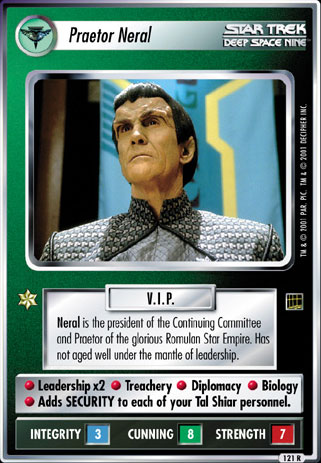 Praetor Neral
STAR TREK
DEEP SPACE NINE™
TM & © 2001 PAR. PIC. TM & © 2001 DECIPHER INC.
V.I.P.
Neral is the president of the Continuing Committee
and Praetor of the glorious Romulan Star Empire. Has
not aged well under the mantle of leadership.
● Leadership x2 ● Treachery ● Diplomacy ● Biology
● Adds SECURITY to each of your Tal Shiar personnel.
INTEGRITY 3 CUNNING 8 STRENGTH 7
121 R